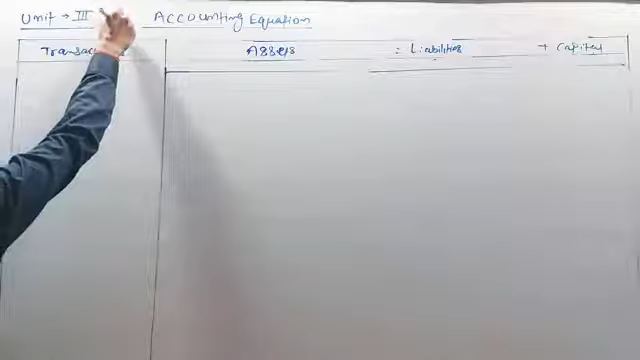 Unit → III ACCOUNTING Equation
Assets = Liabilities + Capital